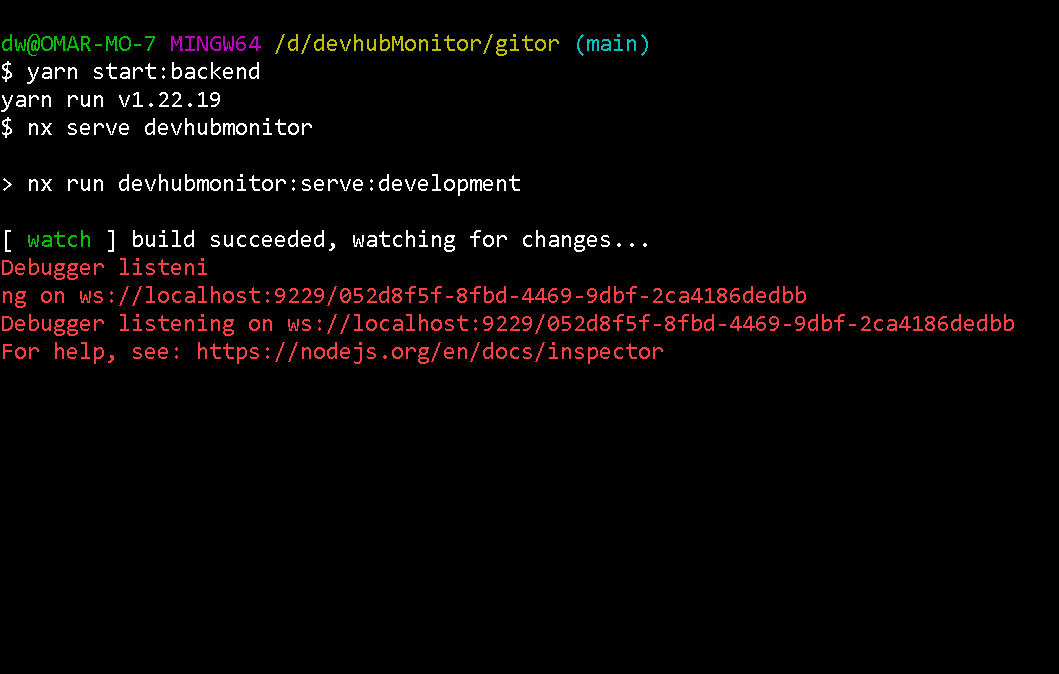 dw@OMAR-MO-7 MINGW64 /d/devhubMonitor/gitor (main)
$ yarn start:backend
yarn run v1.22.19
$ nx serve devhubmonitor
> nx run devhubmonitor:serve:development
[ watch ] build succeeded, watching for changes...
Debugger listeni
ng on ws://localhost:9229/052d8f5f-8fbd-4469-9dbf-2ca4186dedbb
Debugger listening on ws://localhost:9229/052d8f5f-8fbd-4469-9dbf-2ca4186dedbb
For help, see: https://nodejs.org/en/docs/inspector